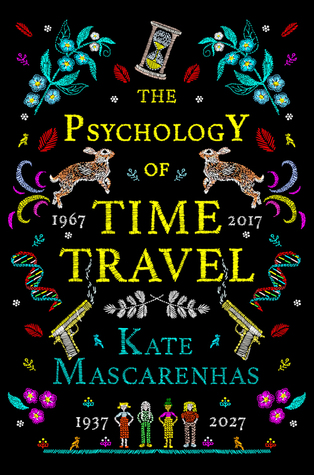 THE
PSYCHOLOGY
OF
1967 TIME 2017
TRAVEL
KATE
MASCARENHAS
1937 2027